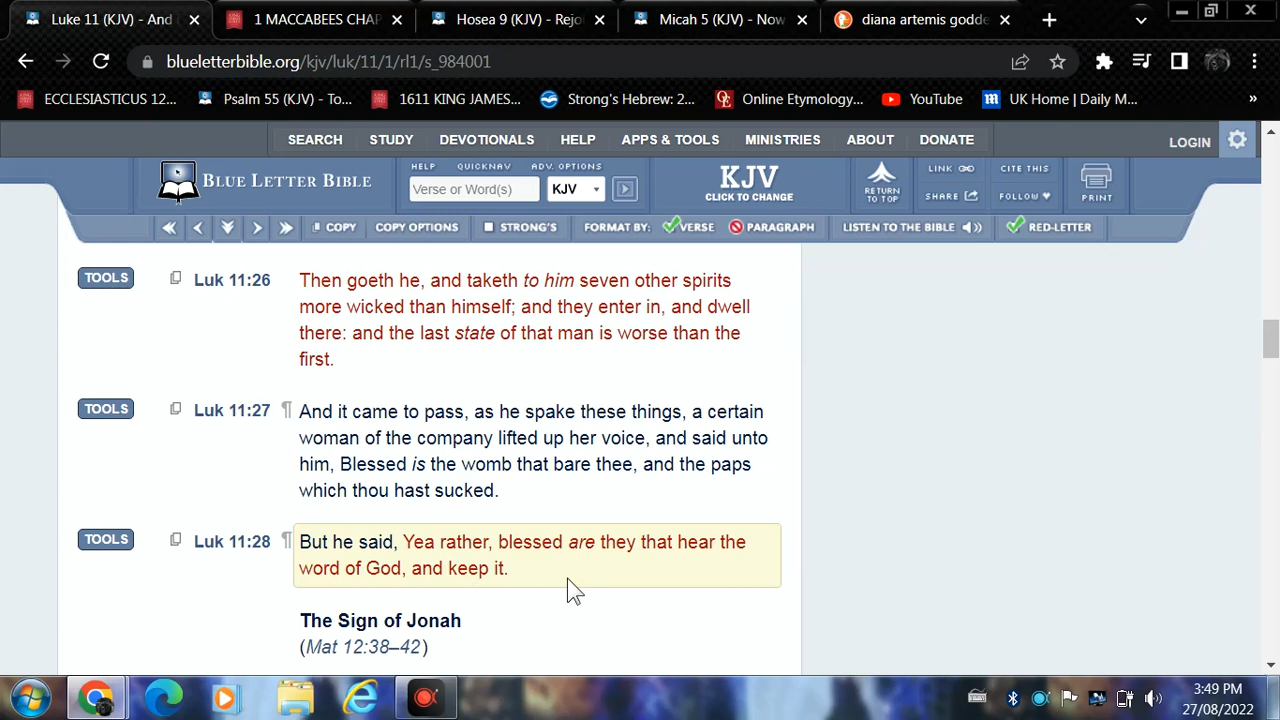 Luke 11 (KJV) - And
1 MACCABEES CHAP
Hosea 9 (KJV) - Rejo
Micah 5 (KJV) - Now
diana artemis godde
blueletterbible.org/kjv/luk/11/1/rl1/s_984001
ECCLESIASTICUS 12...
Psalm 55 (KJV) - To...
1611 KING JAMES...
Strong's Hebrew: 2...
Online Etymology...
YouTube
UK Home | Daily M...
SEARCH STUDY DEVOTIONALS HELP APPS & TOOLS MINISTRIES ABOUT DONATE
LOGIN
BLUE LETTER BIBLE
HELP QUICKNAV ADV. OPTIONS
Verse or Word(s)
KJV
KJV
CLICK TO CHANGE
RETURN
TO TOP
LINK
CITE THIS
SHARE
FOLLOW
PRINT
COPY COPY OPTIONS STRONG'S FORMAT BY: VERSE PARAGRAPH LISTEN TO THE BIBLE RED-LETTER
TOOLS
Luk 11:26
Then goeth he, and taketh to him seven other spirits
more wicked than himself; and they enter in, and dwell
there: and the last state of that man is worse than the
first.
TOOLS
Luk 11:27
¶ And it came to pass, as he spake these things, a certain
woman of the company lifted up her voice, and said unto
him, Blessed is the womb that bare thee, and the paps
which thou hast sucked.
TOOLS
Luk 11:28
¶ But he said, Yea rather, blessed are they that hear the
word of God, and keep it.
The Sign of Jonah
(Mat 12:38–42)
3:49 PM
27/08/2022